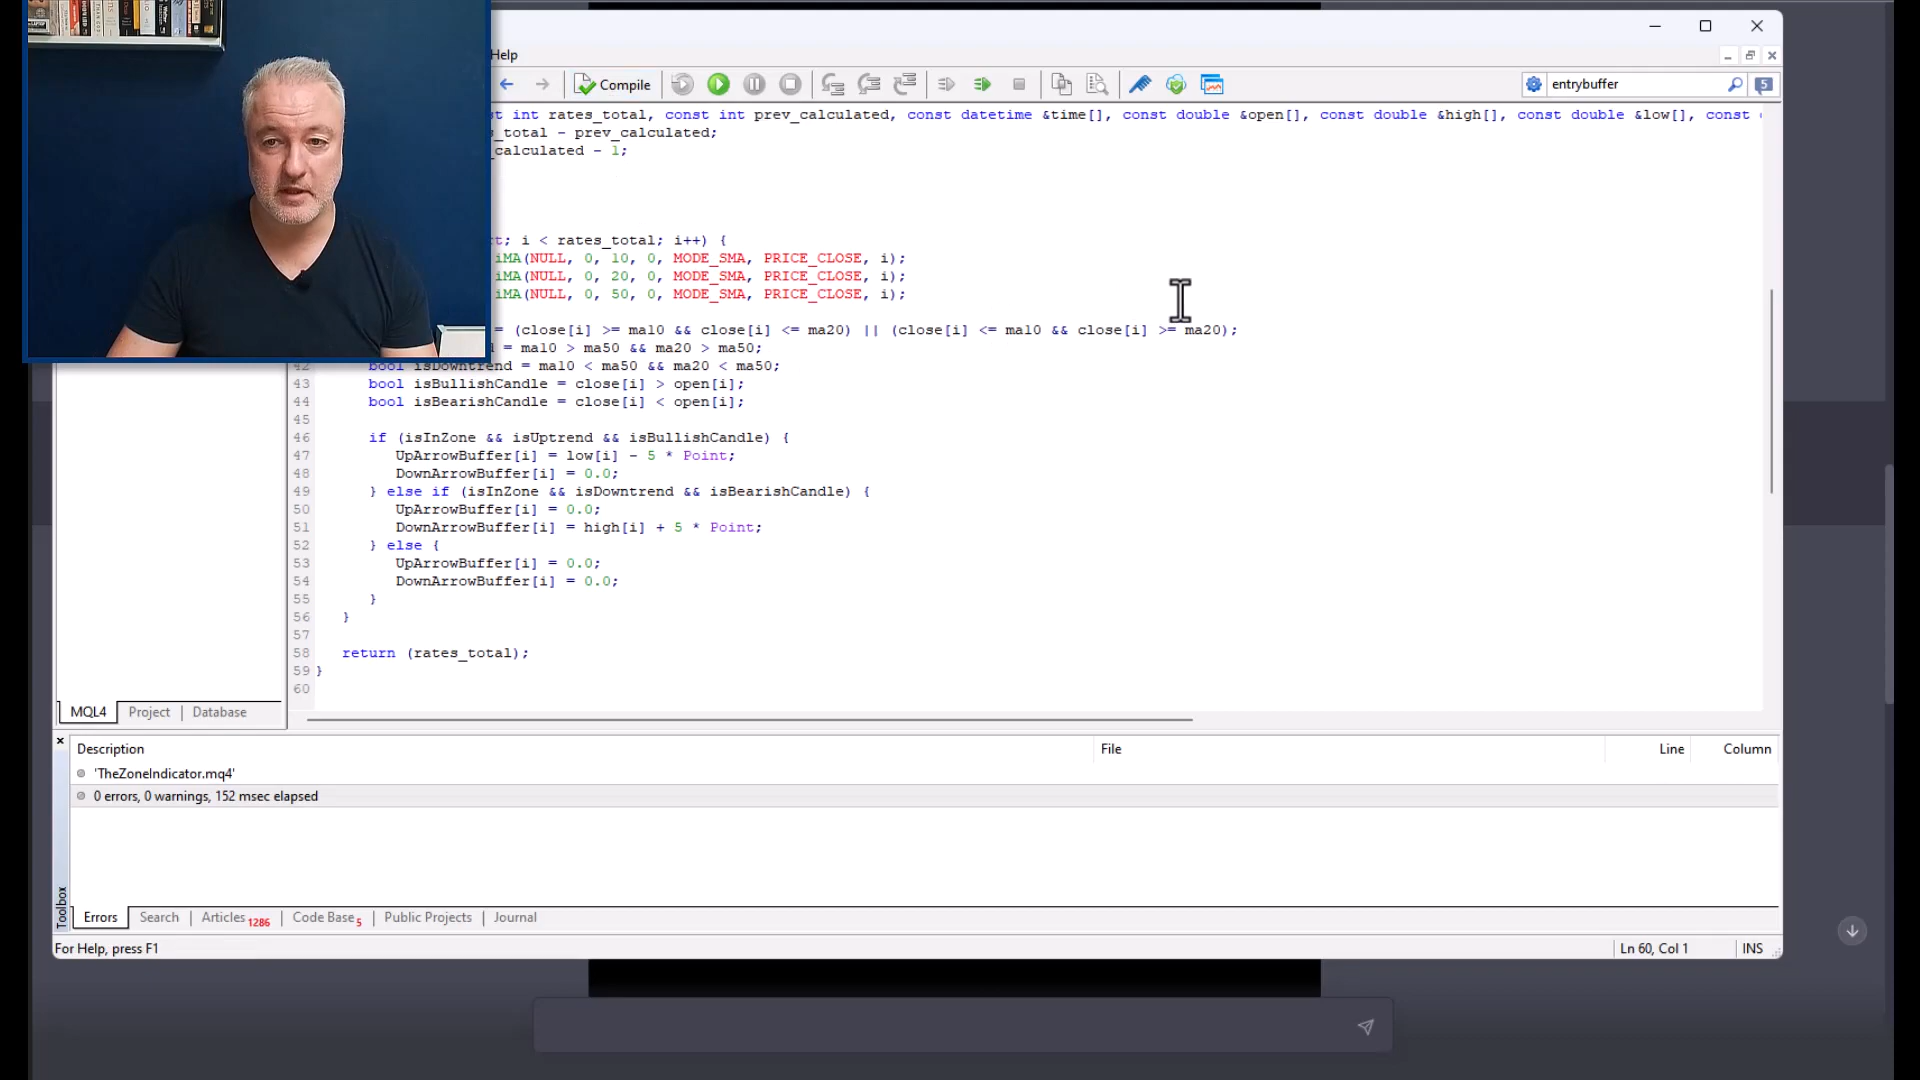 Help
Compile
entrybuffer
5
st int rates_total, const int prev_calculated, const datetime &time[], const double &open[], const double &high[], const double &low[], const
s_total - prev_calculated;
_calculated - 1;
t; i < rates_total; i++) {
iMA(NULL, 0, 10, 0, MODE_SMA, PRICE_CLOSE, i);
iMA(NULL, 0, 20, 0, MODE_SMA, PRICE_CLOSE, i);
iMA(NULL, 0, 50, 0, MODE_SMA, PRICE_CLOSE, i);
= (close[i] >= ma10 && close[i] <= ma20) || (close[i] <= ma10 && close[i] >= ma20);
d = ma10 > ma50 && ma20 > ma50;
42 bool isDowntrend = ma10 < ma50 && ma20 < ma50;
43 bool isBullishCandle = close[i] > open[i];
44 bool isBearishCandle = close[i] < open[i];
45
46 if (isInZone && isUptrend && isBullishCandle) {
47 UpArrowBuffer[i] = low[i] - 5 * Point;
48 DownArrowBuffer[i] = 0.0;
49 } else if (isInZone && isDowntrend && isBearishCandle) {
50 UpArrowBuffer[i] = 0.0;
51 DownArrowBuffer[i] = high[i] + 5 * Point;
52 } else {
53 UpArrowBuffer[i] = 0.0;
54 DownArrowBuffer[i] = 0.0;
55 }
56 }
57
58 return (rates_total);
59 }
60
MQL4 Project Database
Description File Line Column
'TheZoneIndicator.mq4'
0 errors, 0 warnings, 152 msec elapsed
Toolbox
Errors Search Articles 1286 Code Base 5 Public Projects Journal
For Help, press F1 Ln 60, Col 1 INS